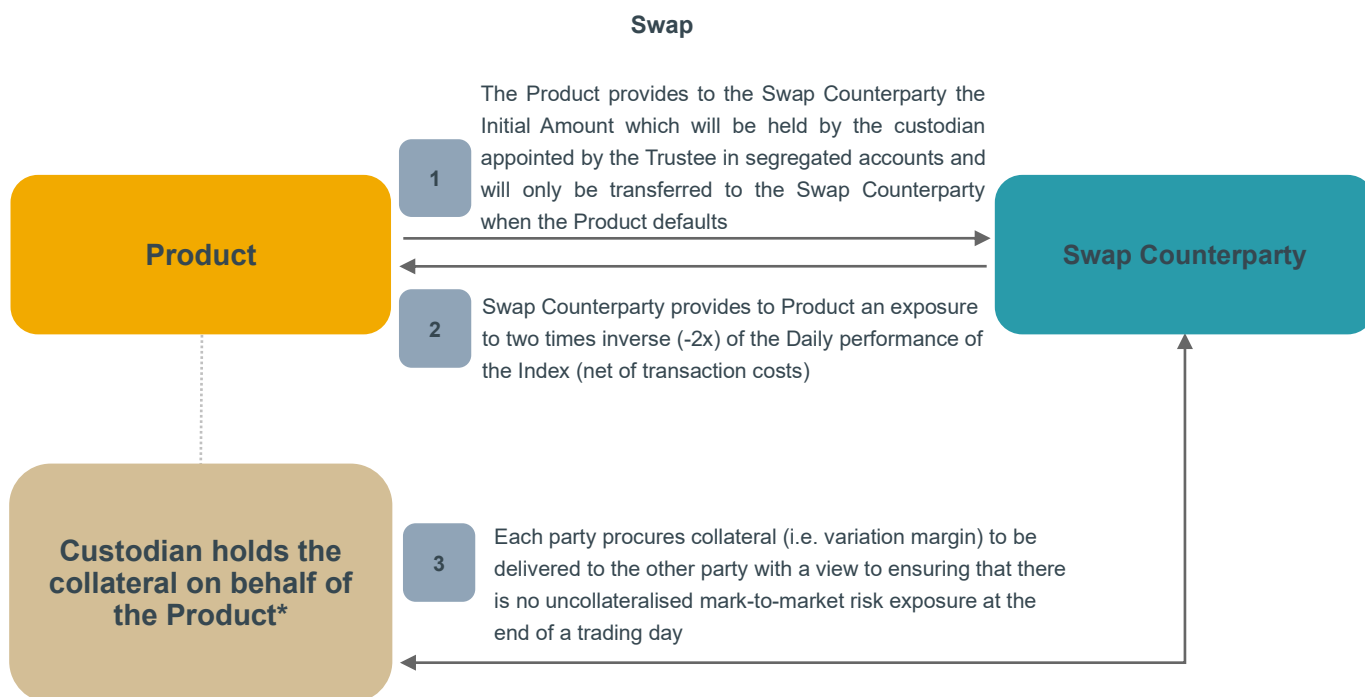 Swap
The Product provides to the Swap Counterparty the
Initial Amount which will be held by the custodian
appointed by the Trustee in segregated accounts and
will only be transferred to the Swap Counterparty
when the Product defaults
1
Product
Swap Counterparty
2
Swap Counterparty provides to Product an exposure
to two times inverse (-2x) of the Daily performance of
the Index (net of transaction costs)
Custodian holds the
collateral on behalf of
the Product*
3
Each party procures collateral (i.e. variation margin) to be
delivered to the other party with a view to ensuring that there
is no uncollateralised mark-to-market risk exposure at the
end of a trading day